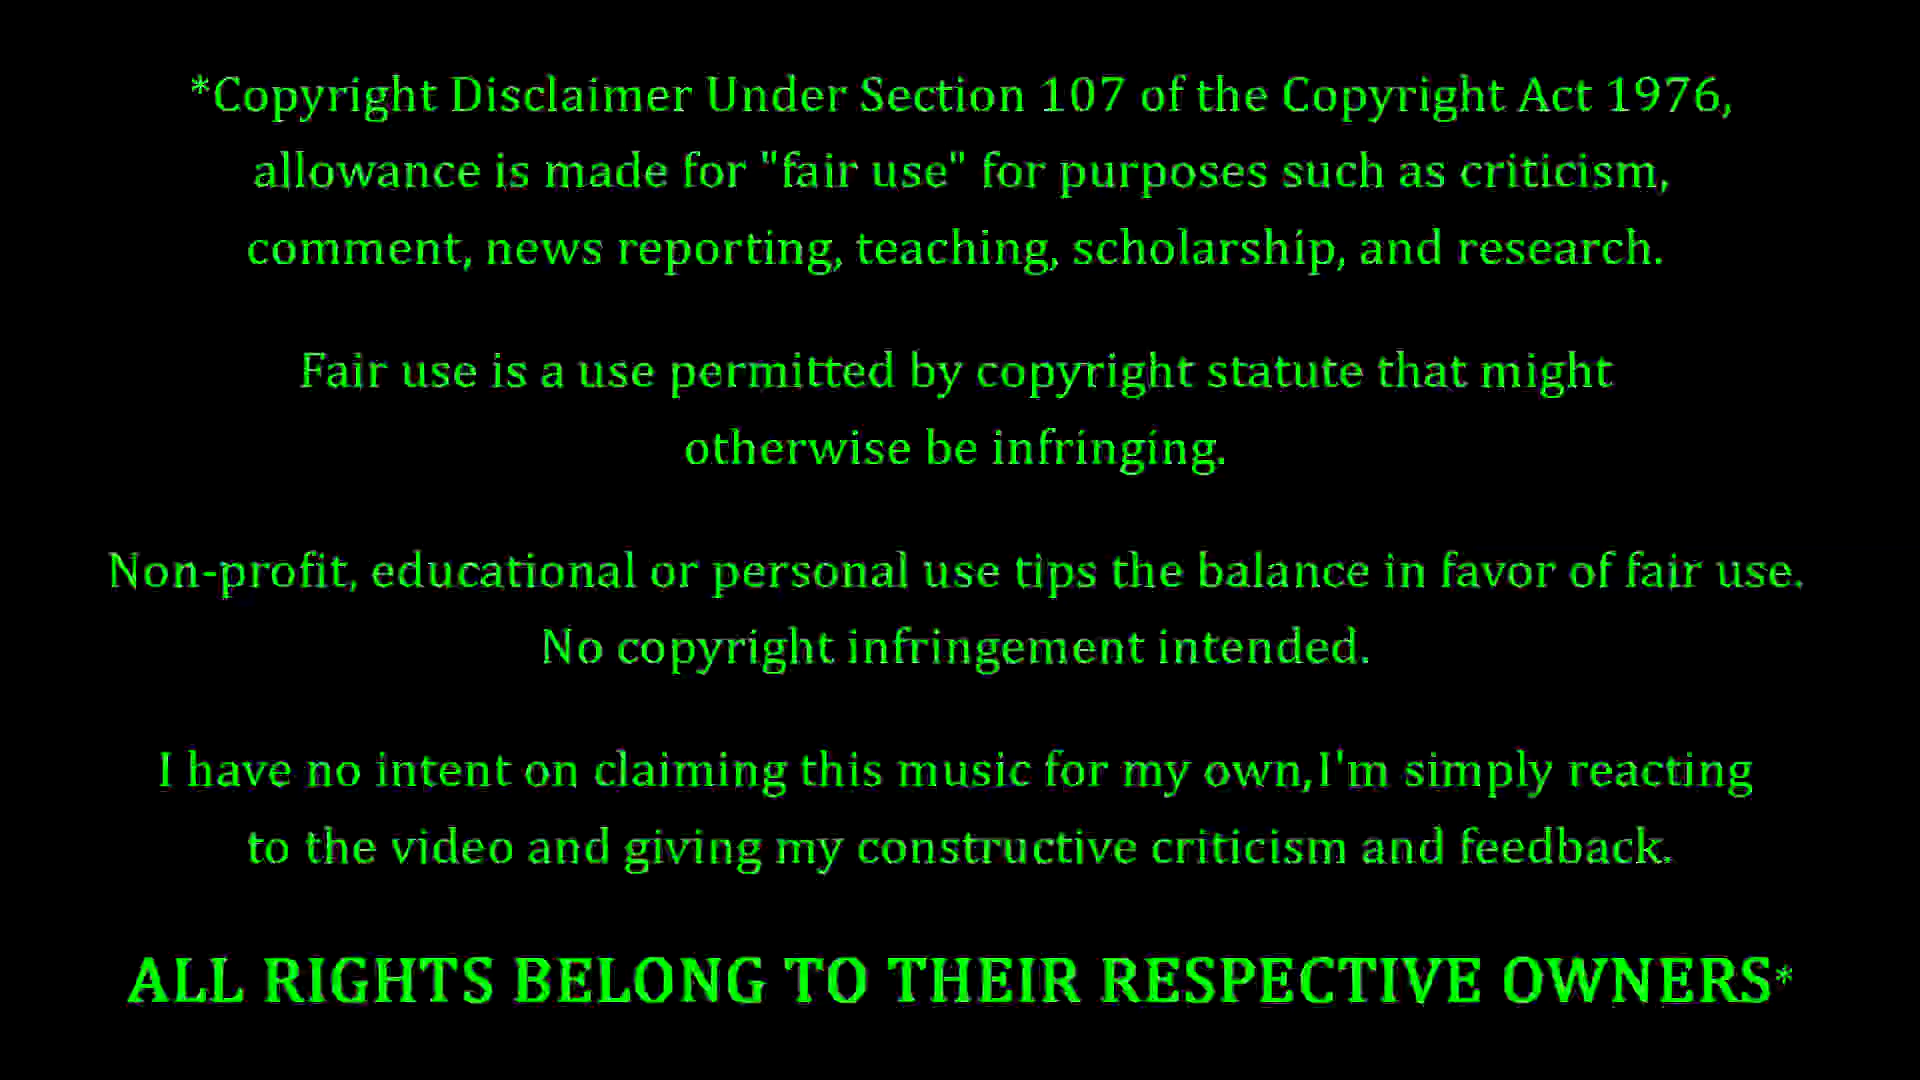 *Copyright Disclaimer Under Section 107 of the Copyright Act 1976,
allowance is made for "fair use" for purposes such as criticism,
comment, news reporting, teaching, scholarship, and research.
Fair use is a use permitted by copyright statute that might
otherwise be infringing.
Non-profit, educational or personal use tips the balance in favor of fair use.
No copyright infringement intended.
I have no intent on claiming this music for my own,I'm simply reacting
to the video and giving my constructive criticism and feedback.
ALL RIGHTS BELONG TO THEIR RESPECTIVE OWNERS*